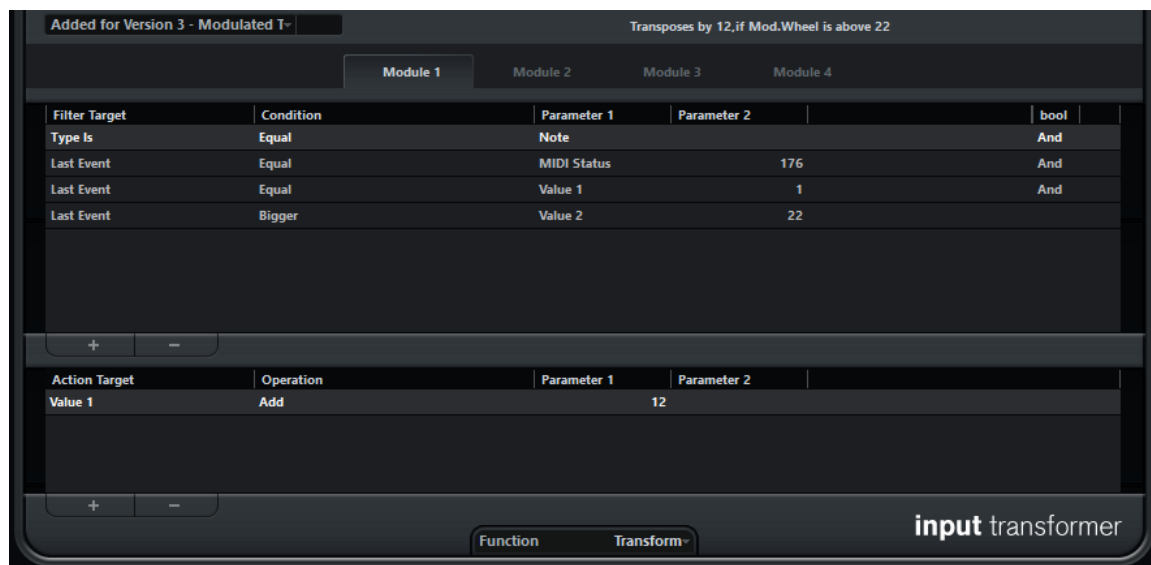 Added for Version 3 - Modulated T
Transposes by 12,if Mod.Wheel is above 22
Module 1 Module 2 Module 3 Module 4
Filter Target Condition Parameter 1 Parameter 2 bool
Type Is Equal Note And
Last Event Equal MIDI Status 176 And
Last Event Equal Value 1 1 And
Last Event Bigger Value 2 22
+ −
Action Target Operation Parameter 1 Parameter 2
Value 1 Add 12
+ −
Function Transform
input transformer